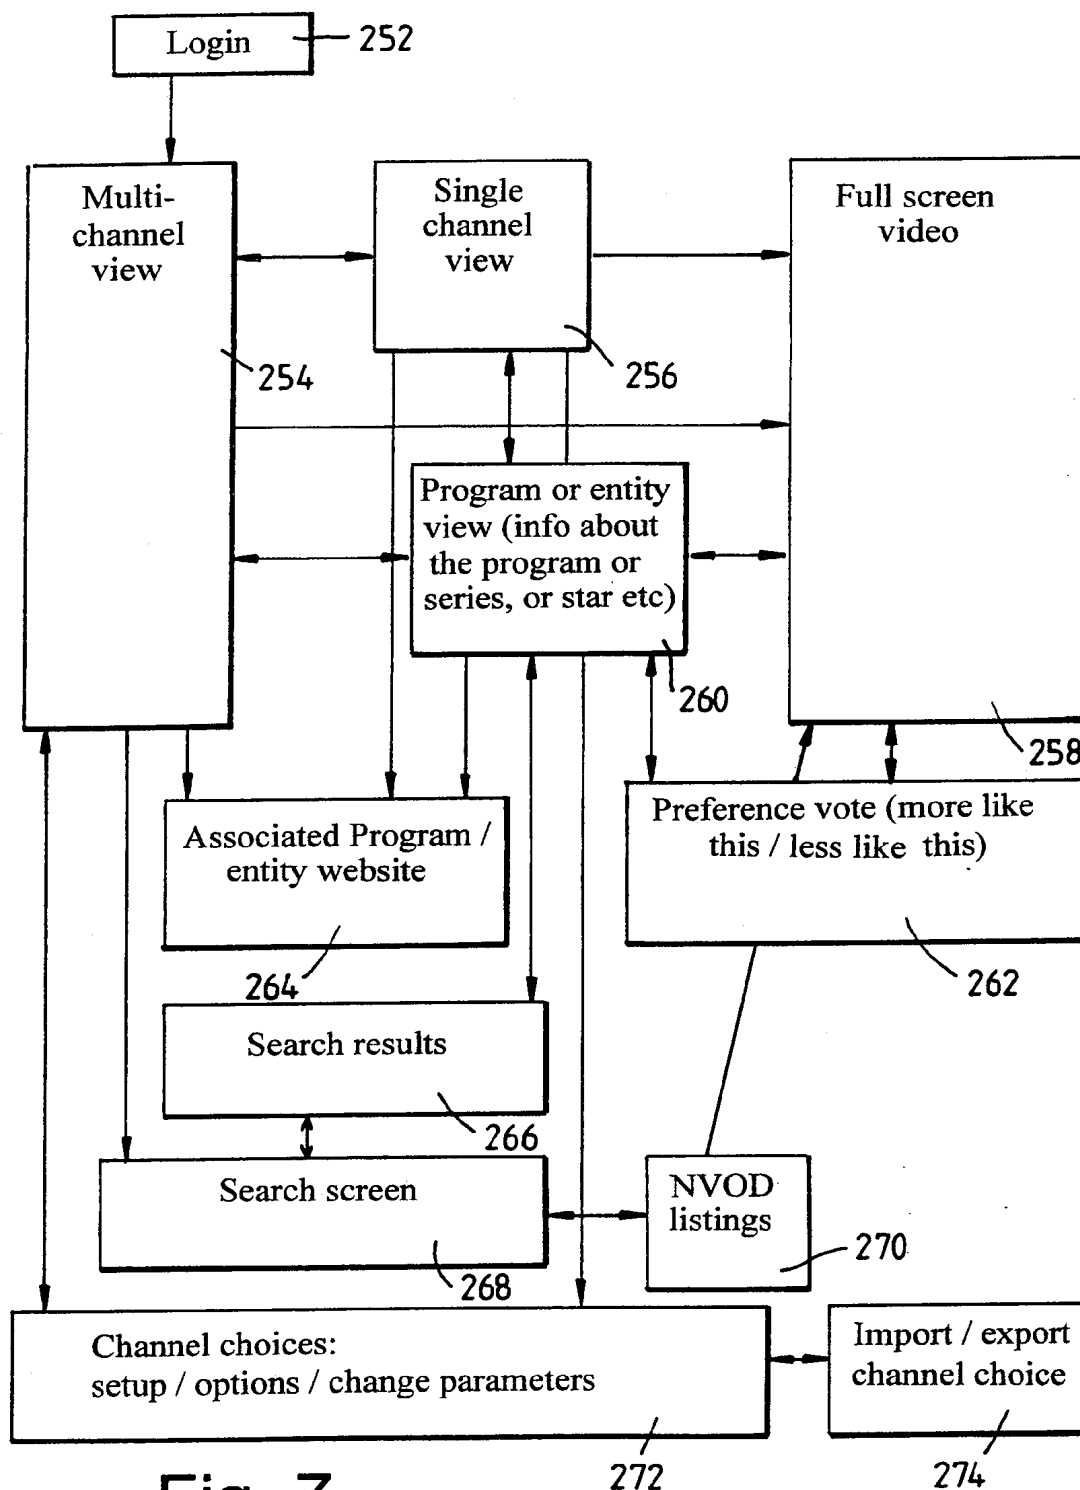 Login
252
Multi-
channel
view
254
Single
channel
view
256
Full screen
video
258
Program or entity
view (info about
the program or
series, or star etc)
260
Associated Program /
entity website
264
Preference vote (more like
this / less like this)
262
Search results
266
Search screen
268
NVOD
listings
270
Channel choices:
setup / options / change parameters
272
Import / export
channel choice
274
Fig. 7